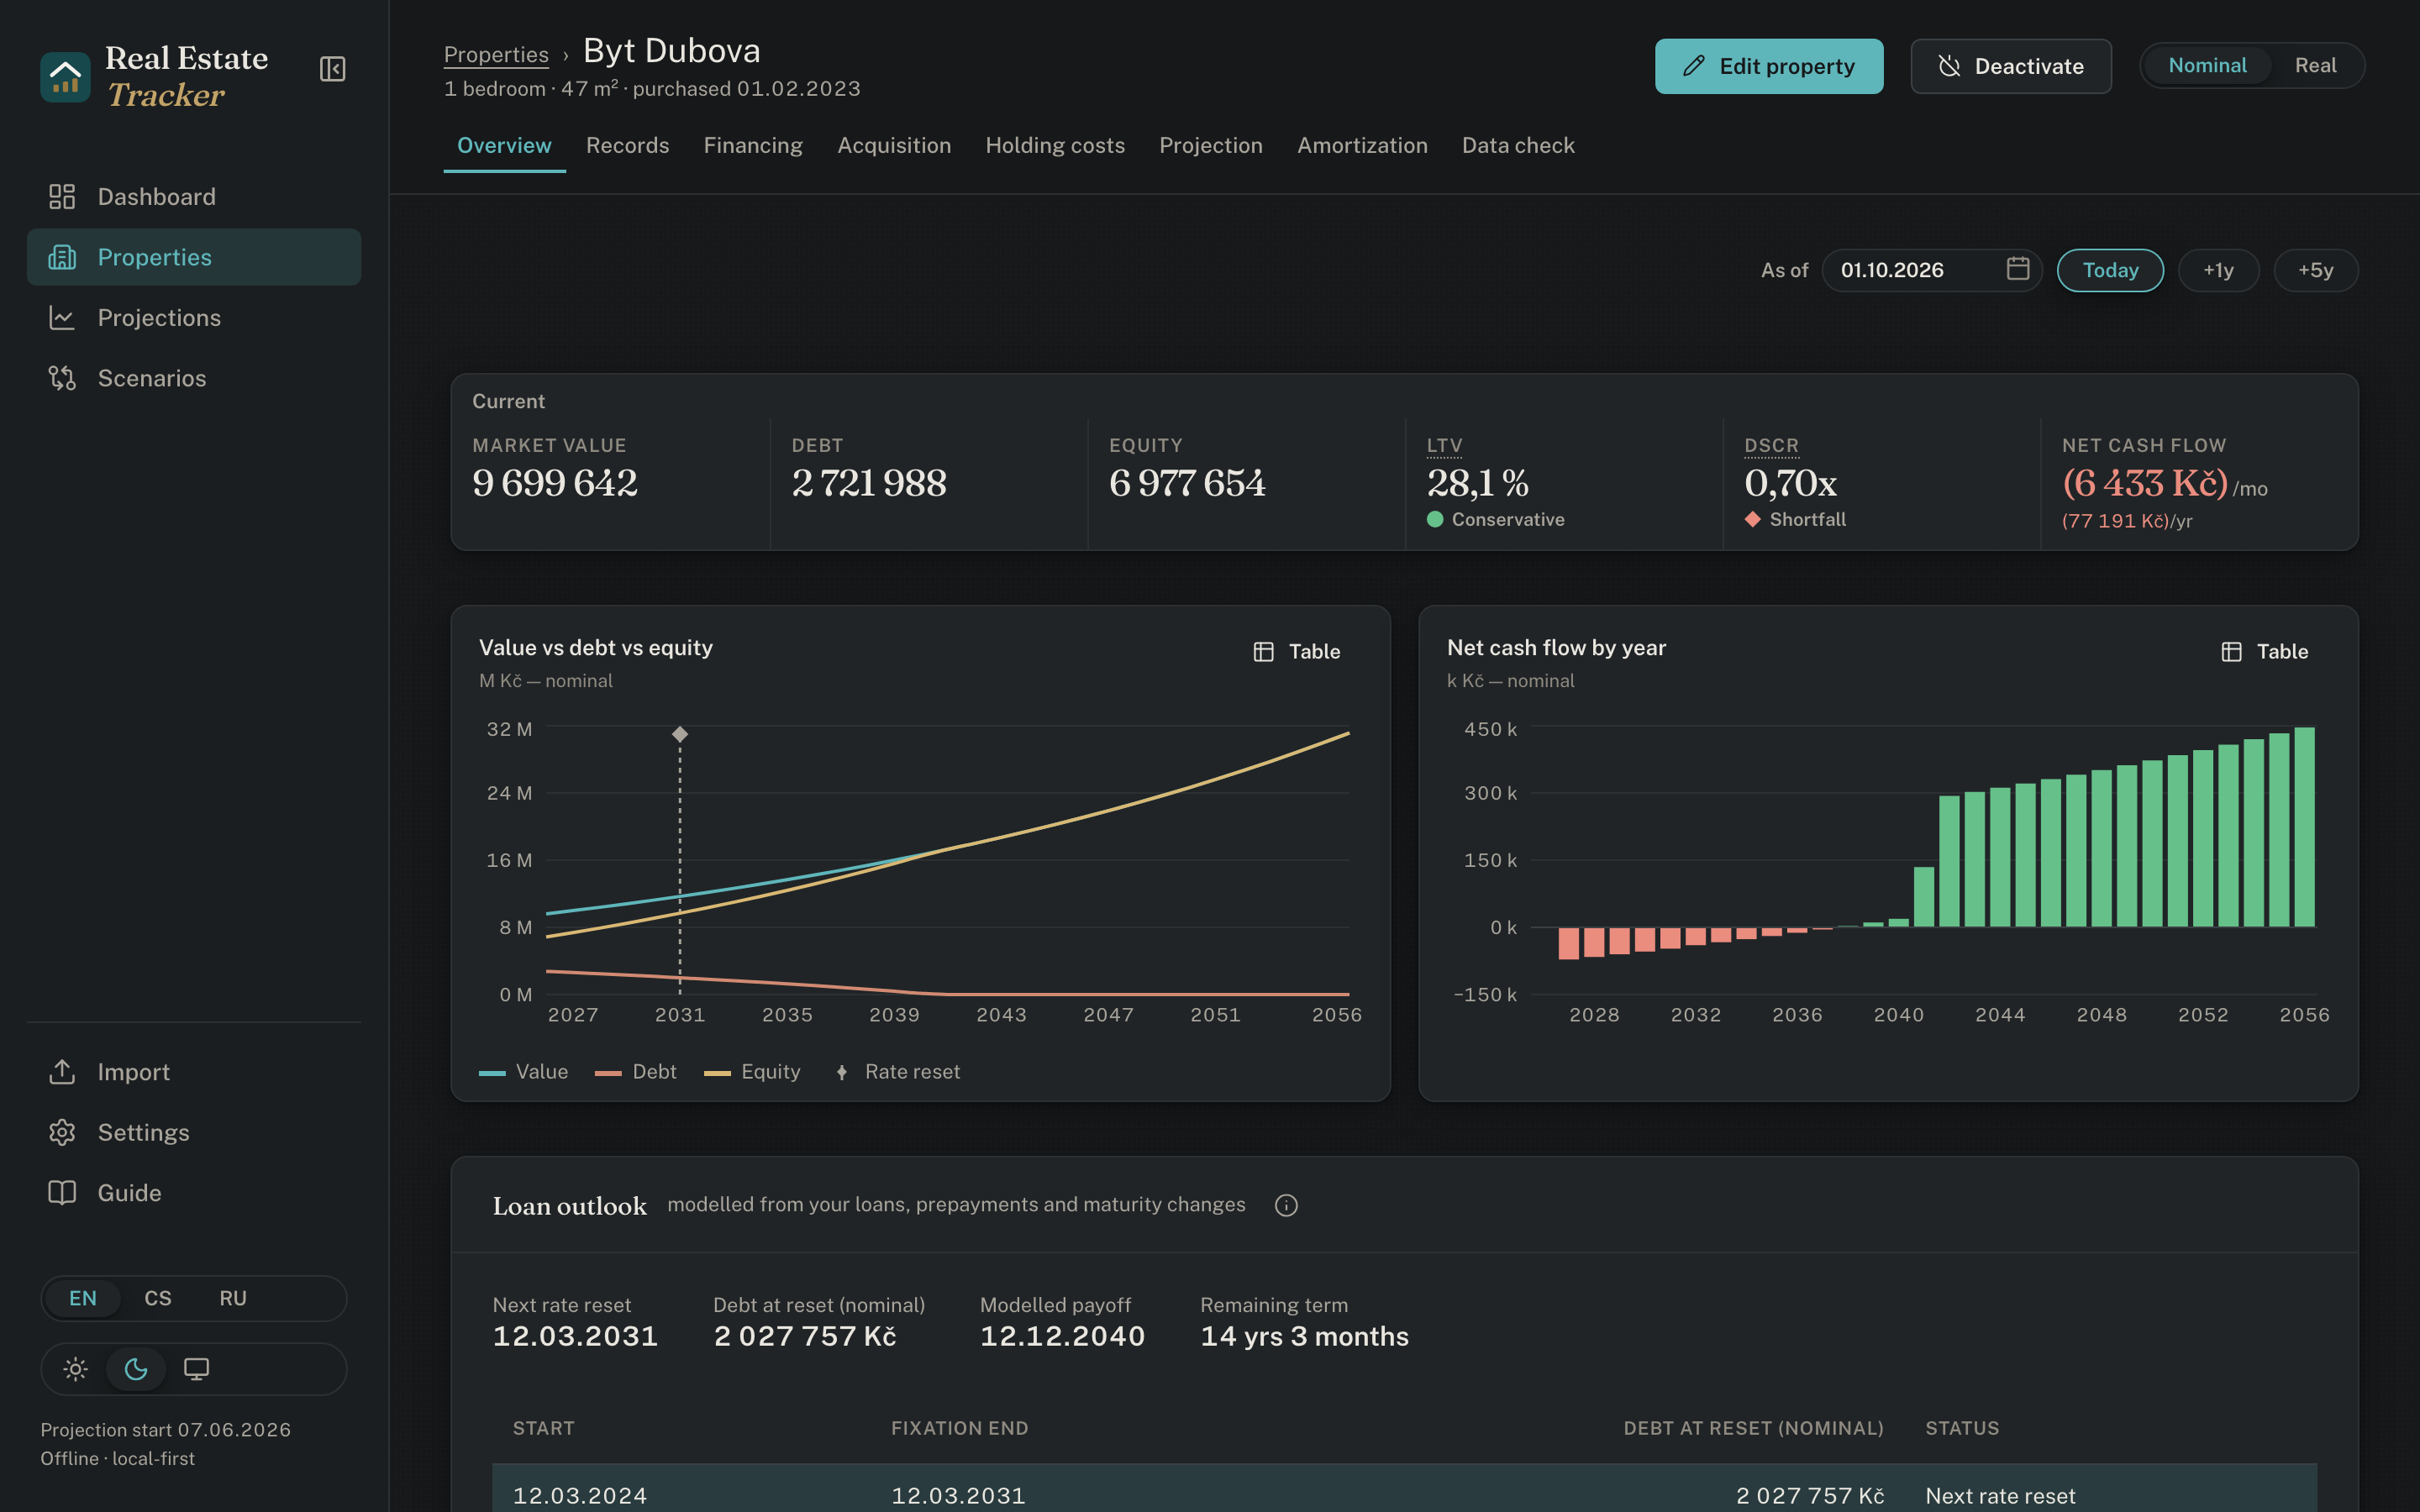 Real Estate
Tracker
Dashboard
Properties
Projections
Scenarios
Import
Settings
Guide
EN CS RU
Projection start 07.06.2026
Offline · local-first
Properties › Byt Dubova
1 bedroom · 47 m² · purchased 01.02.2023
Edit property
Deactivate
Nominal Real
Overview Records Financing Acquisition Holding costs Projection Amortization Data check
As of 01.10.2026 Today +1y +5y
Current
MARKET VALUE
9 699 642
DEBT
2 721 988
EQUITY
6 977 654
LTV
28,1 %
Conservative
DSCR
0,70x
Shortfall
NET CASH FLOW
(6 433 Kč) /mo
(77 191 Kč)/yr
Value vs debt vs equity
Table
M Kč — nominal
32 M
24 M
16 M
8 M
0 M
2027 2031 2035 2039 2043 2047 2051 2056
Value Debt Equity Rate reset
Net cash flow by year
Table
k Kč — nominal
450 k
300 k
150 k
0 k
−150 k
2028 2032 2036 2040 2044 2048 2052 2056
Loan outlook modelled from your loans, prepayments and maturity changes
Next rate reset
12.03.2031
Debt at reset (nominal)
2 027 757 Kč
Modelled payoff
12.12.2040
Remaining term
14 yrs 3 months
START FIXATION END DEBT AT RESET (NOMINAL) STATUS
12.03.2024 12.03.2031 2 027 757 Kč Next rate reset